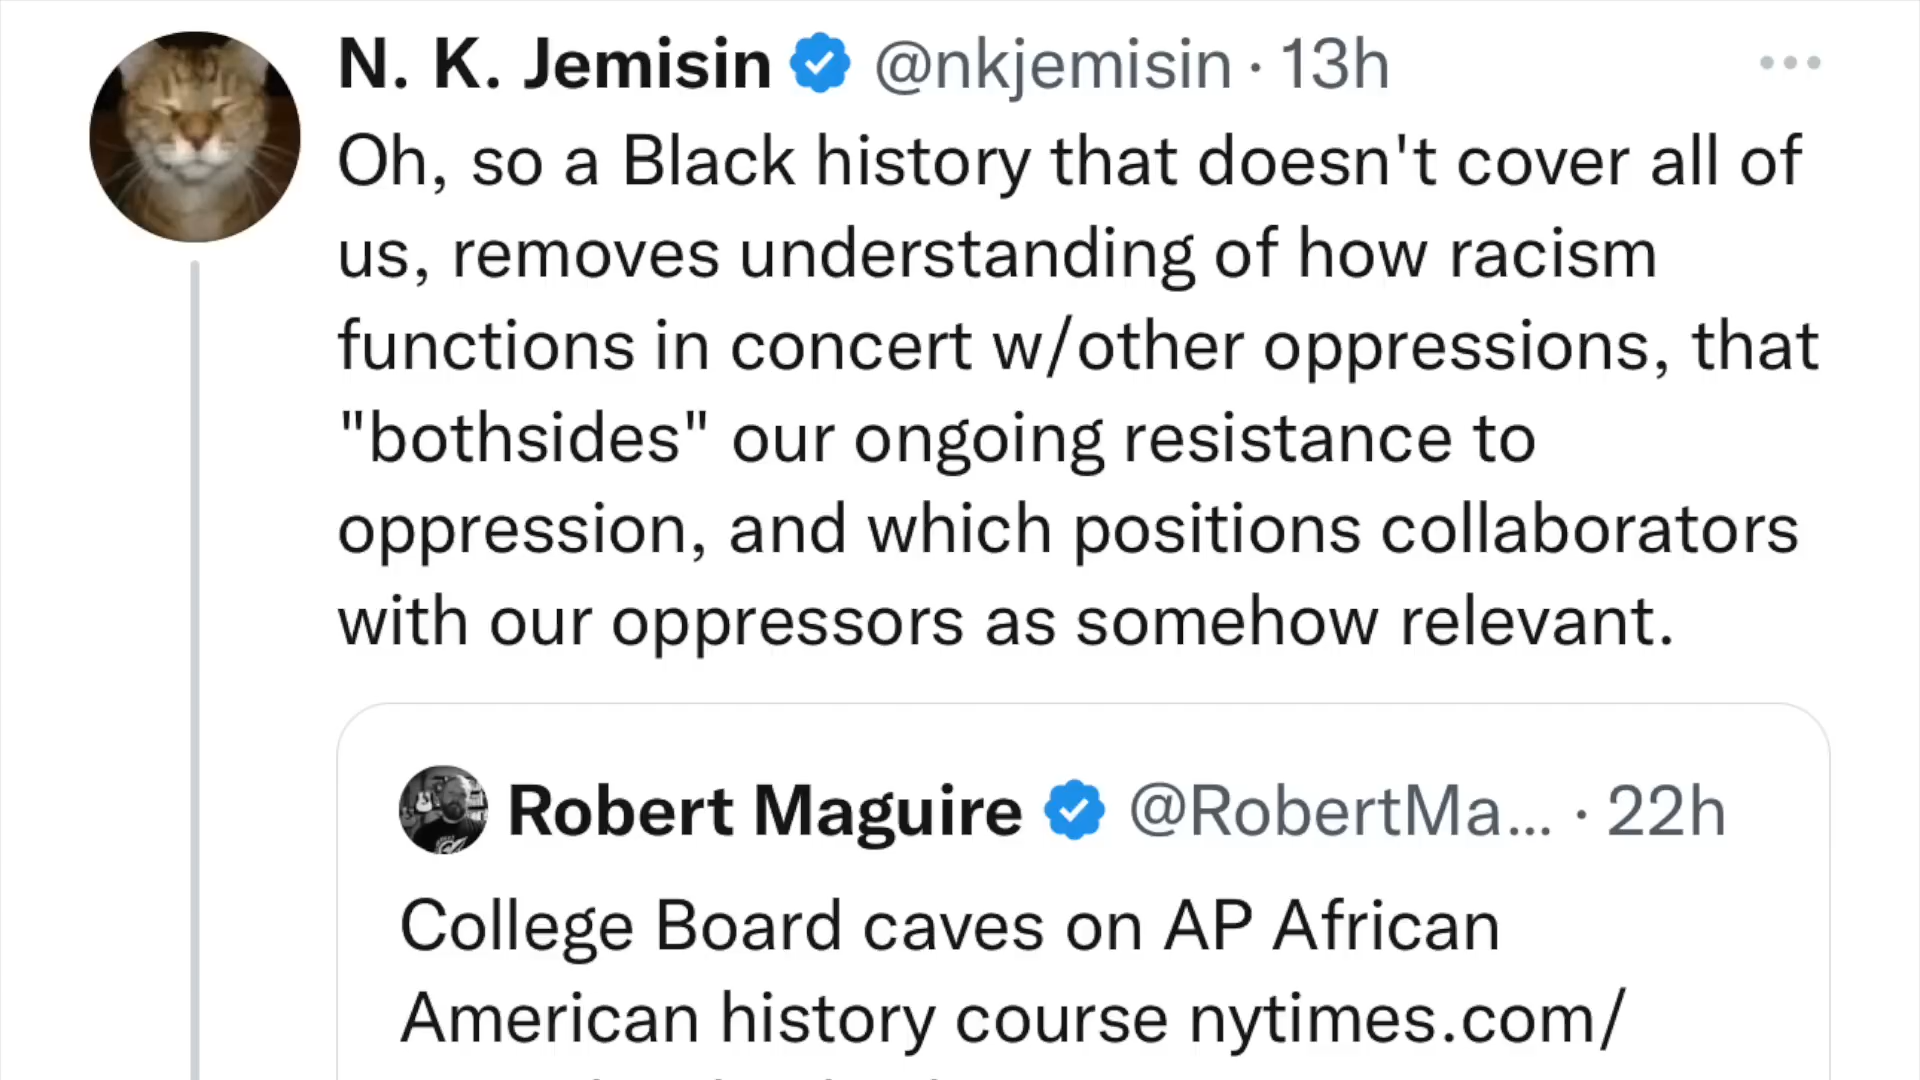 N. K. Jemisin @nkjemisin · 13h
Oh, so a Black history that doesn't cover all of
us, removes understanding of how racism
functions in concert w/other oppressions, that
"bothsides" our ongoing resistance to
oppression, and which positions collaborators
with our oppressors as somehow relevant.
Robert Maguire @RobertMa... · 22h
College Board caves on AP African
American history course nytimes.com/